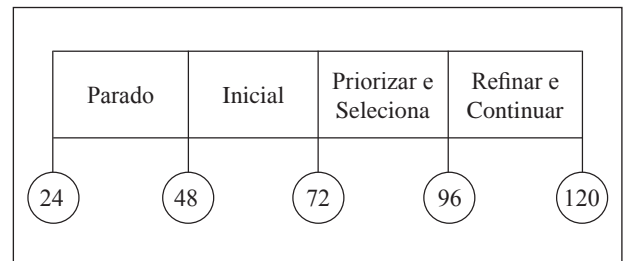 Parado
Inicial
Priorizar e
Seleciona
Refinar e
Continuar
24
48
72
96
120